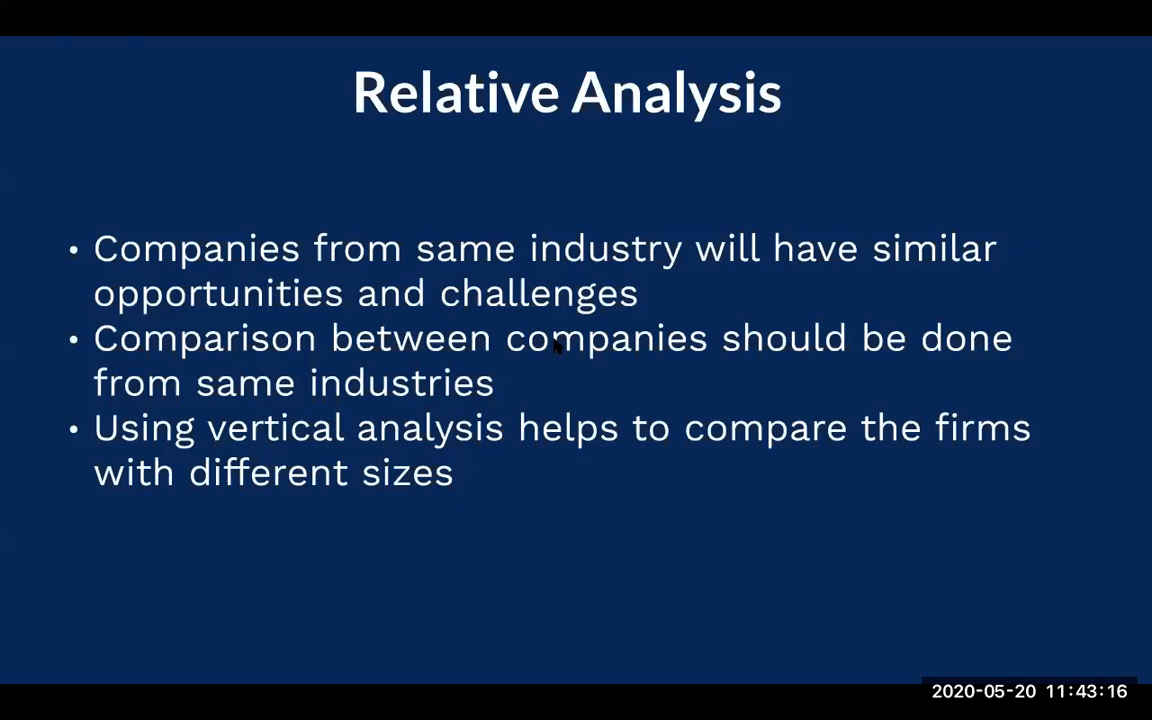 Relative Analysis
• Companies from same industry will have similar
opportunities and challenges
• Comparison between companies should be done
from same industries
• Using vertical analysis helps to compare the firms
with different sizes
2020-05-20 11:43:16